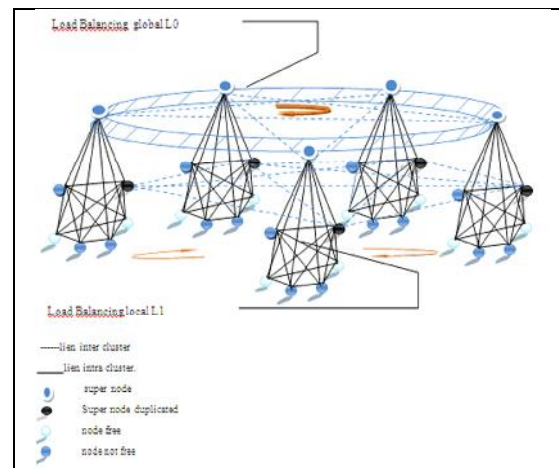 Load Balancing global L0
Load Balancing local L1
-----lien inter cluster
——lien intra cluster.
super node
Super node duplicated
node free
node not free